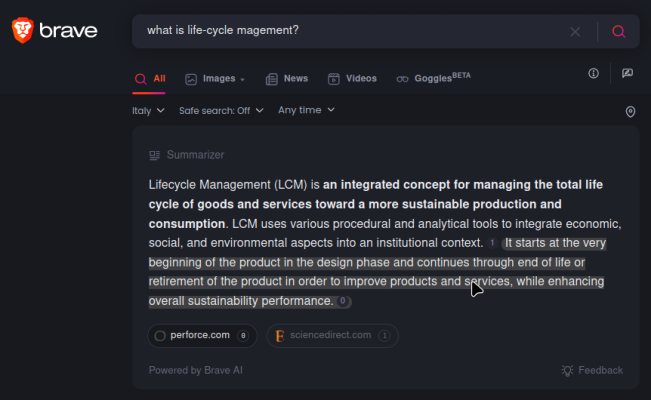 brave
what is life-cycle magement?
All Images News Videos Goggles BETA
Italy Safe search: Off Any time
Summarizer
Lifecycle Management (LCM) is an integrated concept for managing the total life
cycle of goods and services toward a more sustainable production and
consumption. LCM uses various procedural and analytical tools to integrate economic,
social, and environmental aspects into an institutional context. 1 It starts at the very
beginning of the product in the design phase and continues through end of life or
retirement of the product in order to improve products and services, while enhancing
overall sustainability performance. 0
perforce.com 0 sciencedirect.com 1
Powered by Brave AI Feedback